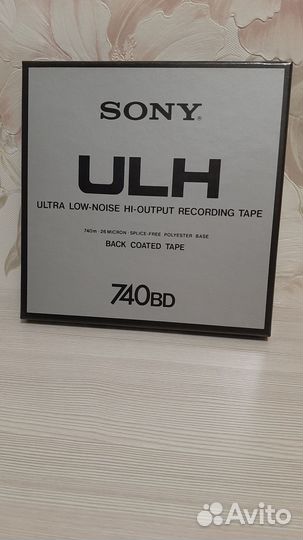 SONY®
ULH
ULTRA LOW-NOISE HI-OUTPUT RECORDING TAPE
740m · 26 MICRON · SPLICE-FREE POLYESTER BASE
BACK COATED TAPE
740BD
Avito